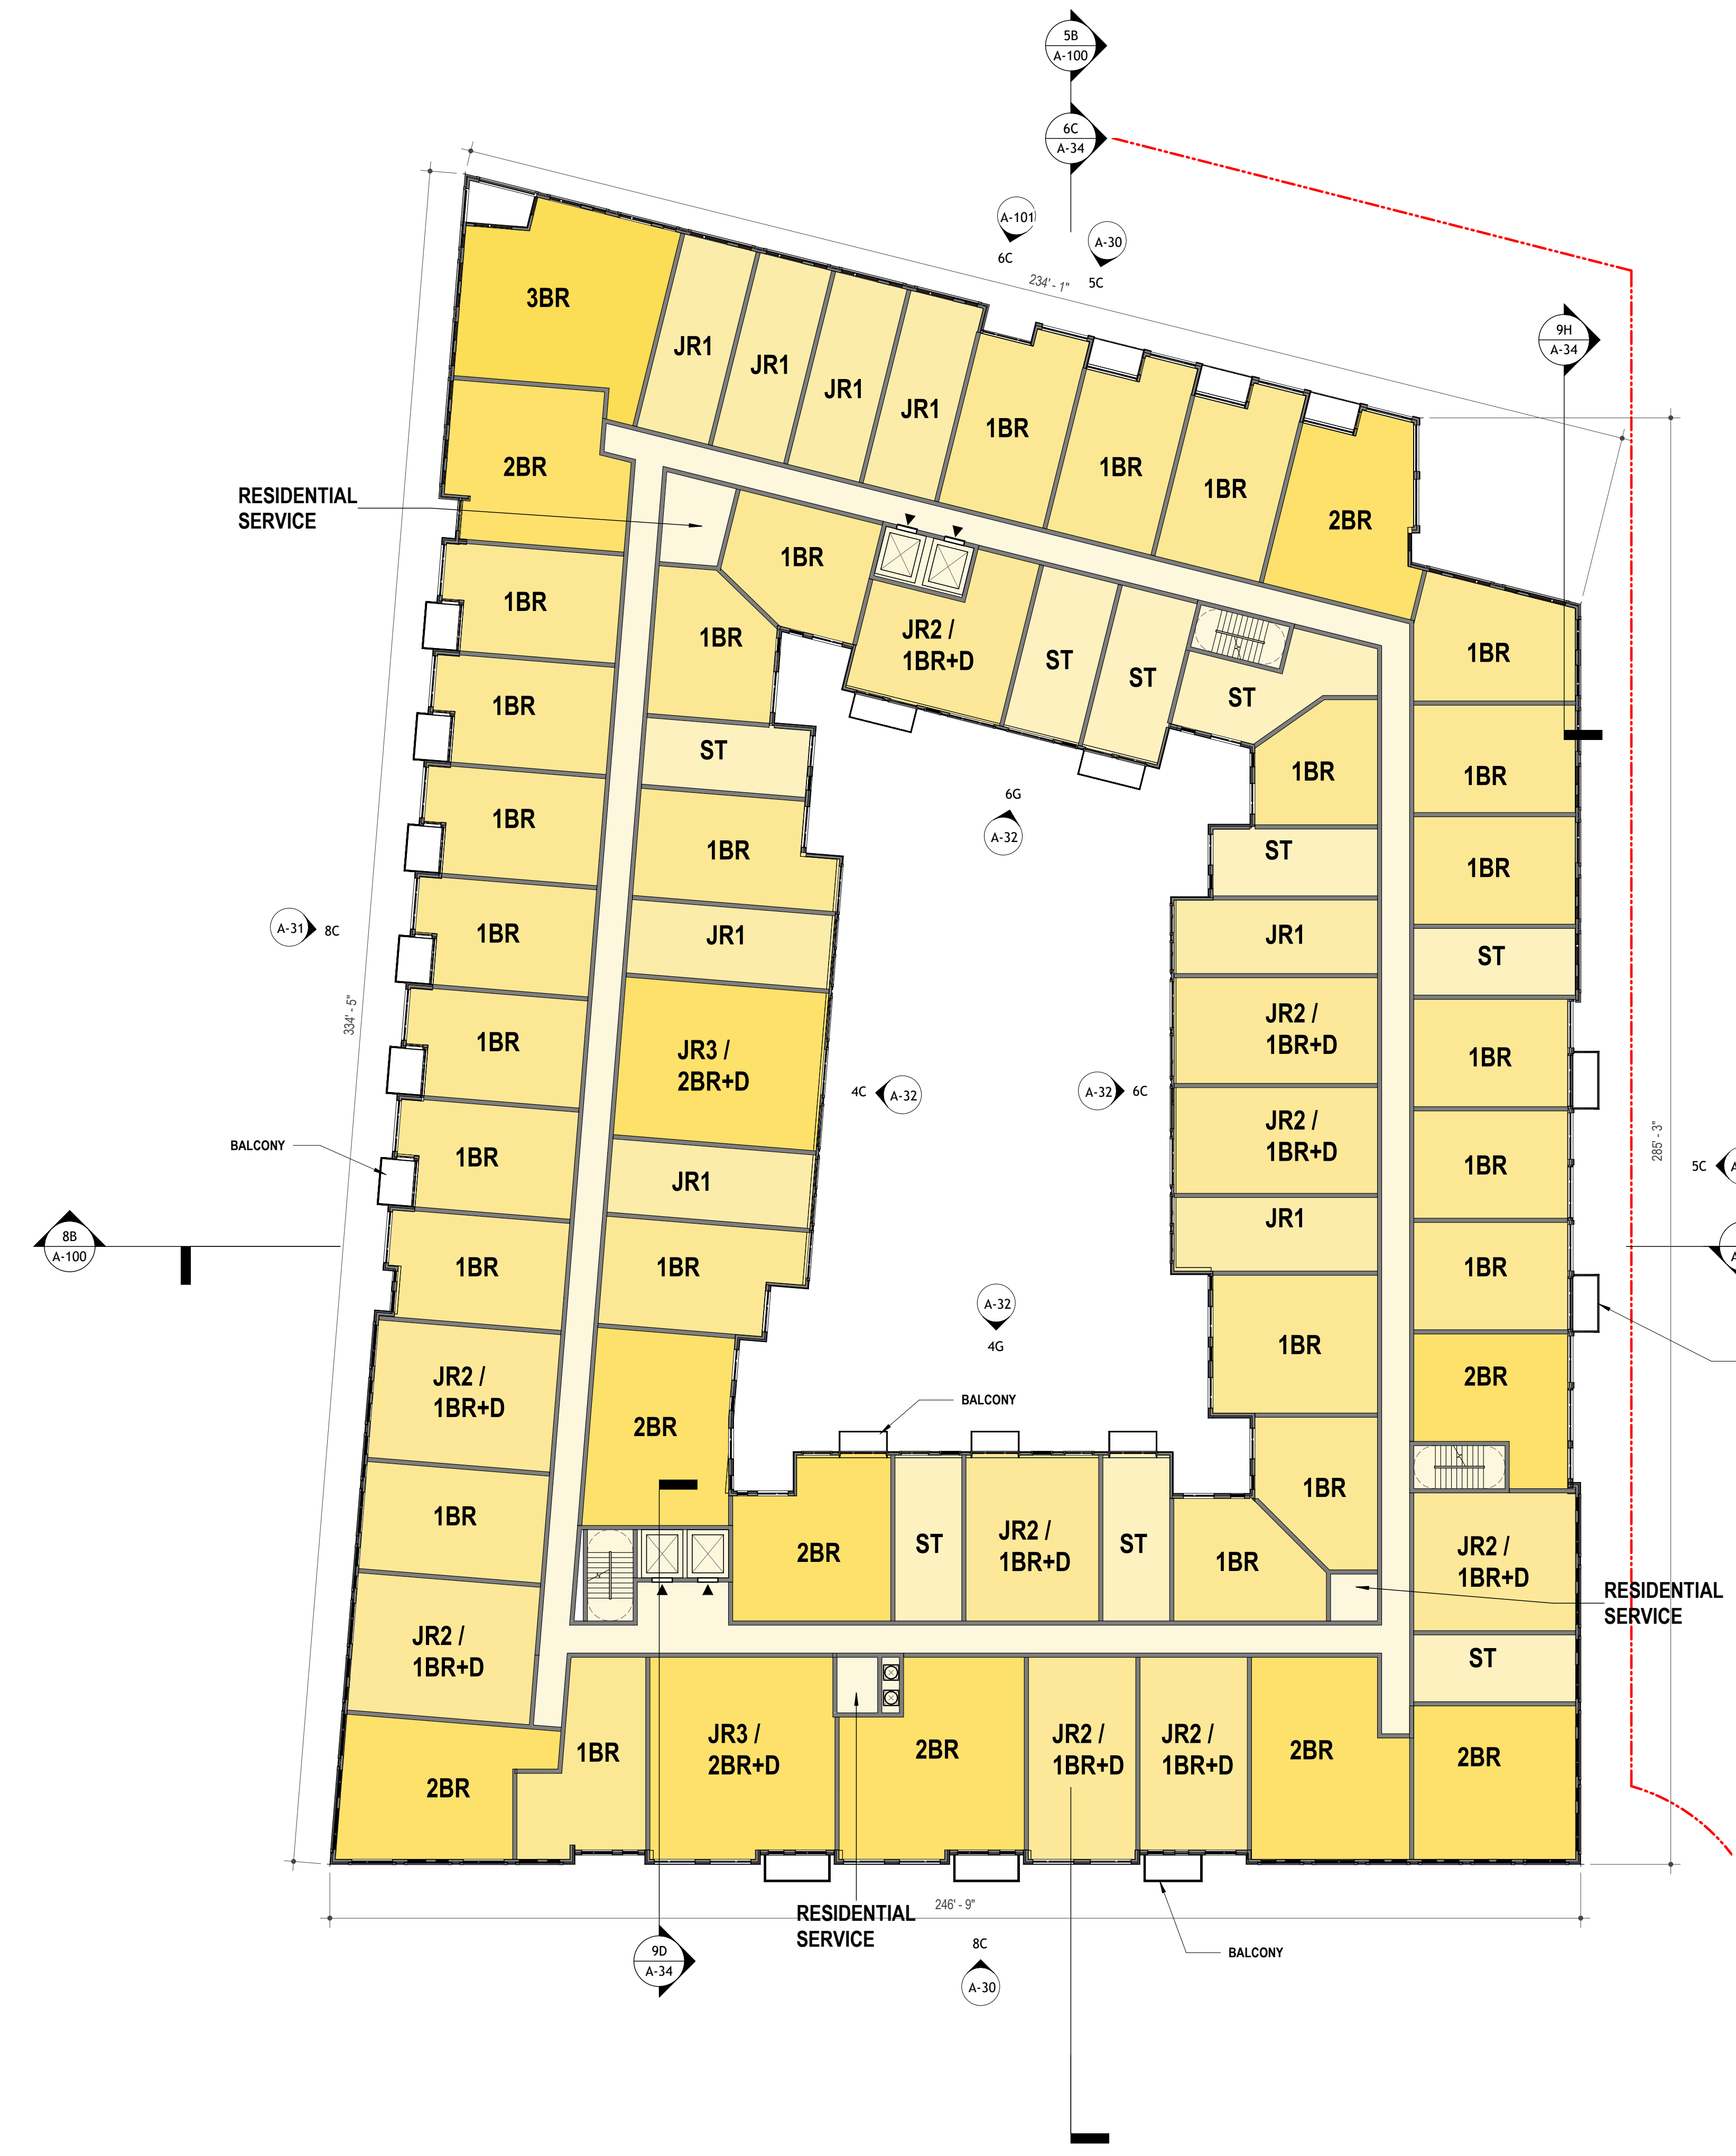 5B
A-100
6C
A-34
A-101
6C
A-30
5C
234' - 1"
9H
A-34
3BR
JR1
JR1
JR1
JR1
1BR
1BR
1BR
2BR
2BR
RESIDENTIAL
SERVICE
1BR
1BR
1BR
JR2 /
1BR+D
ST
ST
ST
1BR
1BR
1BR
ST
1BR
1BR
6G
A-32
1BR
1BR
ST
1BR
1BR
A-31
8C
1BR
JR1
JR1
ST
334' - 5"
1BR
JR3 /
2BR+D
JR2 /
1BR+D
1BR
4C
A-32
A-32
6C
JR2 /
1BR+D
1BR
285' - 3"
5C
A
BALCONY
1BR
JR1
JR1
8B
A-100
1BR
1BR
1BR
A
A-32
4G
1BR
2BR
JR2 /
1BR+D
2BR
BALCONY
1BR
1BR
2BR
ST
JR2 /
1BR+D
ST
1BR
JR2 /
1BR+D
RESIDENTIAL
SERVICE
JR2 /
1BR+D
ST
2BR
1BR
JR3 /
2BR+D
2BR
JR2 /
1BR+D
JR2 /
1BR+D
2BR
2BR
RESIDENTIAL
SERVICE
246' - 9"
8C
A-30
BALCONY
9D
A-34